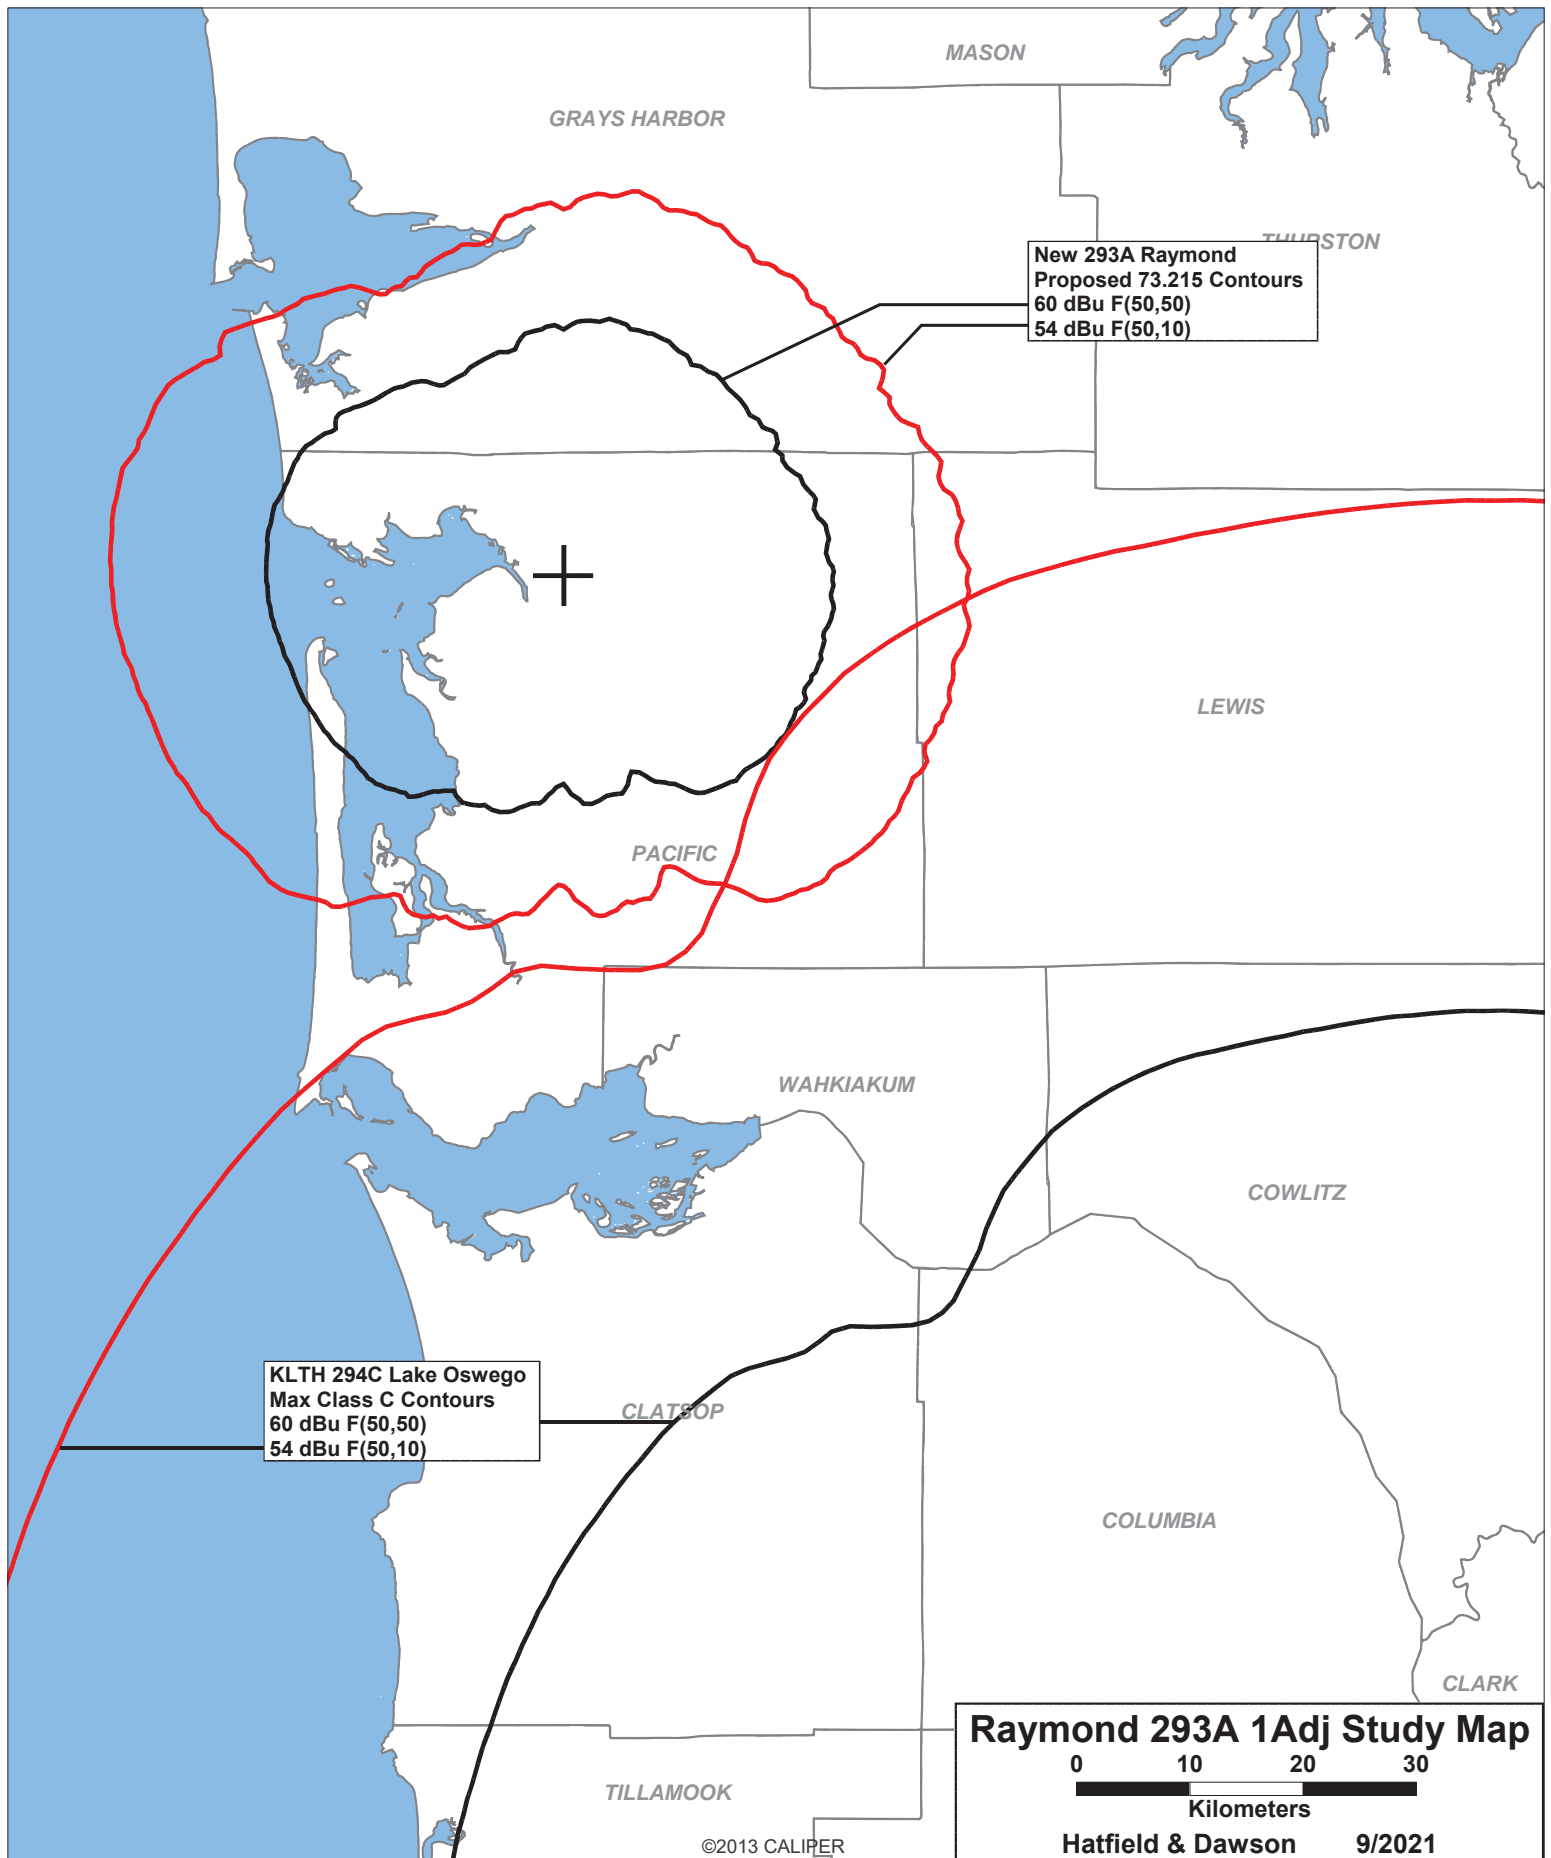 MASON
GRAYS HARBOR
THURSTON
New 293A Raymond
Proposed 73.215 Contours
60 dBu F(50,50)
54 dBu F(50,10)
LEWIS
PACIFIC
WAHKIAKUM
COWLITZ
KLTH 294C Lake Oswego
Max Class C Contours
60 dBu F(50,50)
54 dBu F(50,10)
CLATSOP
COLUMBIA
CLARK
Raymond 293A 1Adj Study Map
0 10 20 30
Kilometers
Hatfield & Dawson 9/2021
TILLAMOOK
©2013 CALIPER